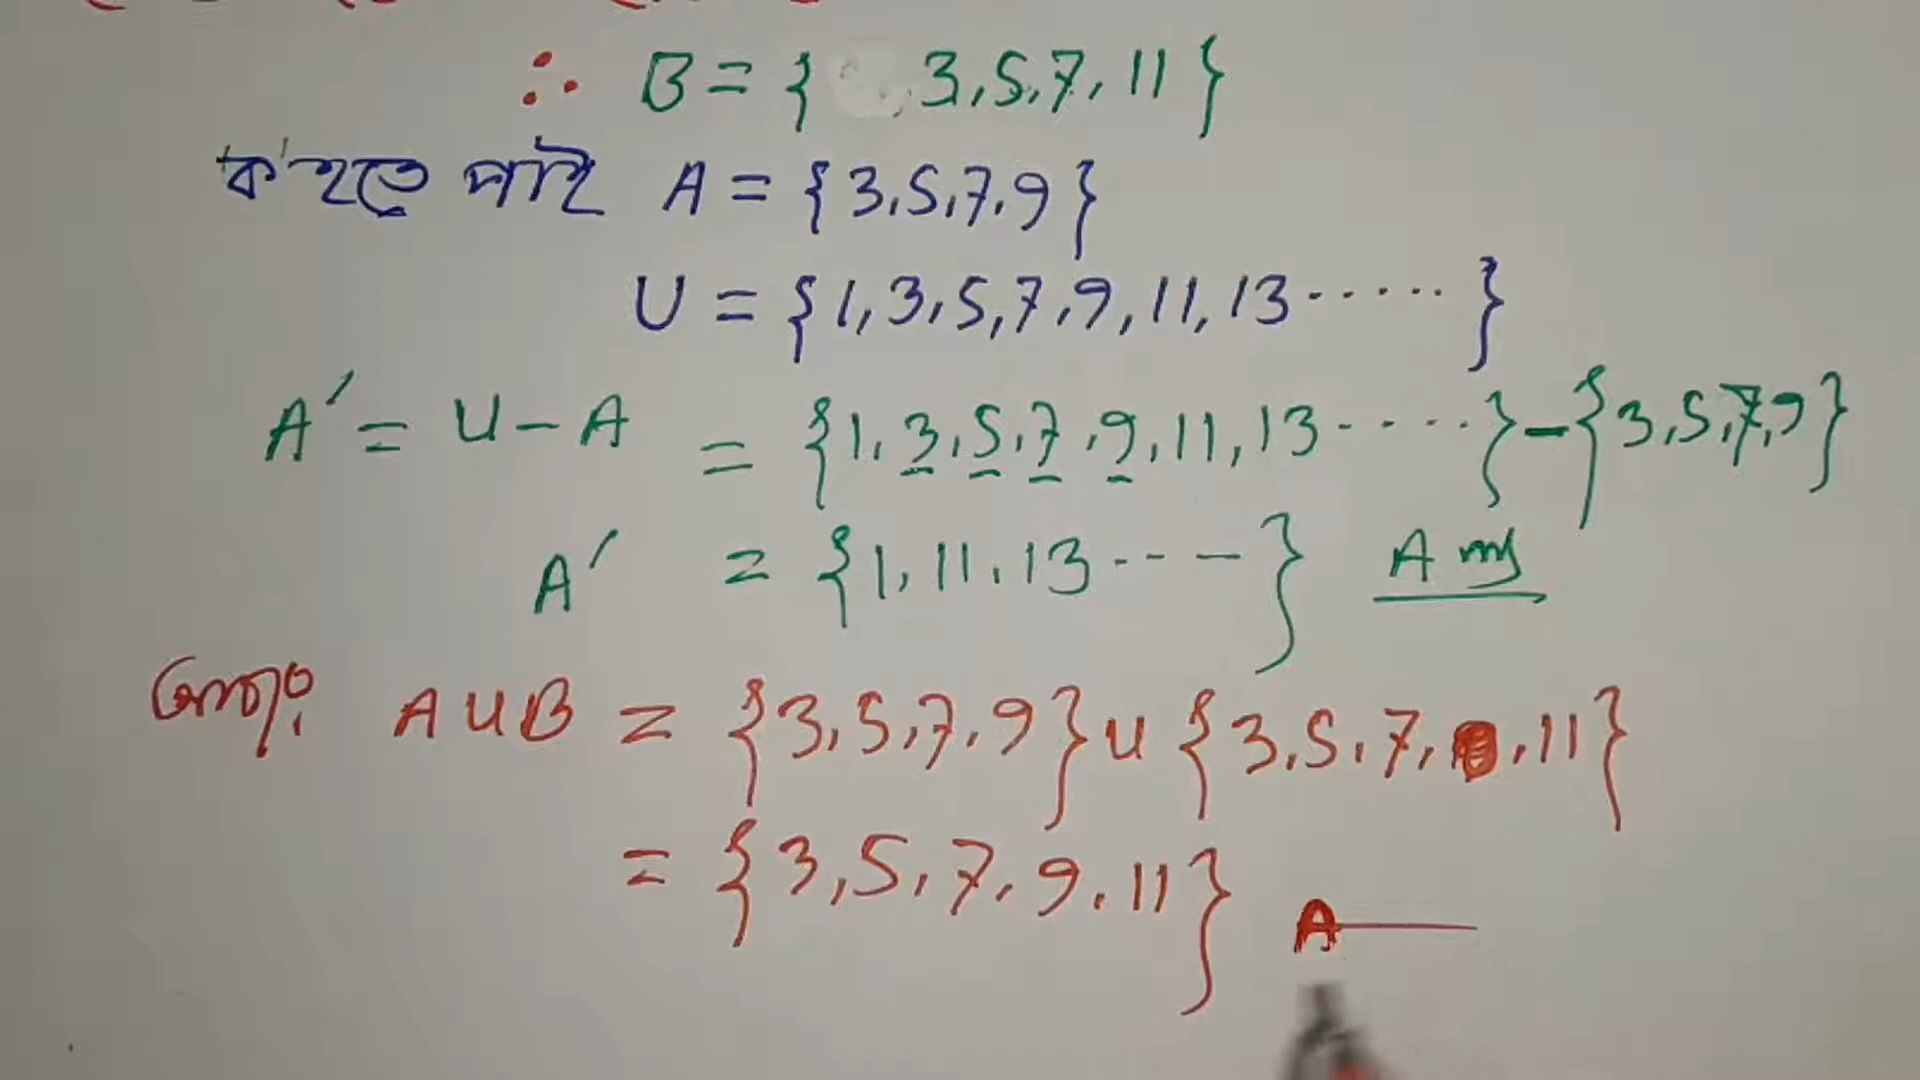 ∴ B = { 3,5,7,11}
'ক' হতে পাই A = {3,5,7,9}
U = {1,3,5,7,9,11,13.....}
A′ = U - A = {1,3,5,7,9,11,13.....} - {3,5,7,9}
A′ = {1,11,13....} Ans
A U B = {3,5,7,9} U {3,5,7, ,11}
= {3,5,7,9,11} A